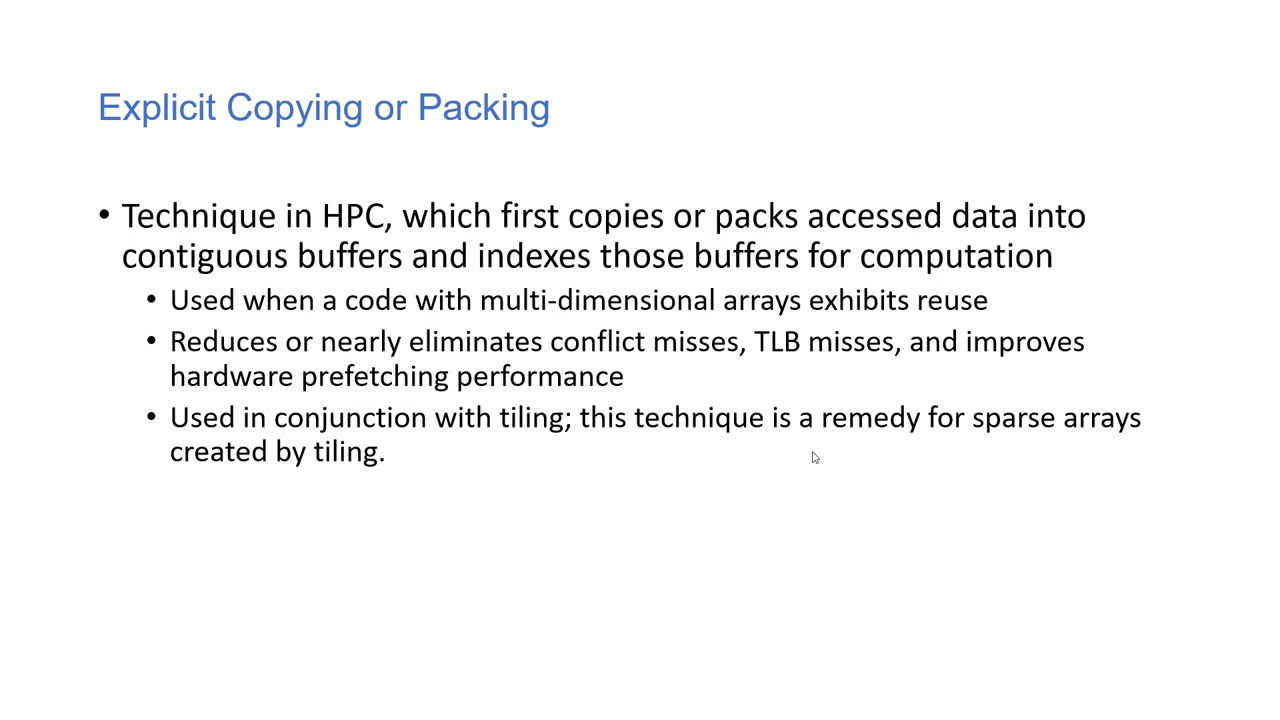 Explicit Copying or Packing
• Technique in HPC, which first copies or packs accessed data into
contiguous buffers and indexes those buffers for computation
• Used when a code with multi-dimensional arrays exhibits reuse
• Reduces or nearly eliminates conflict misses, TLB misses, and improves
hardware prefetching performance
• Used in conjunction with tiling; this technique is a remedy for sparse arrays
created by tiling.